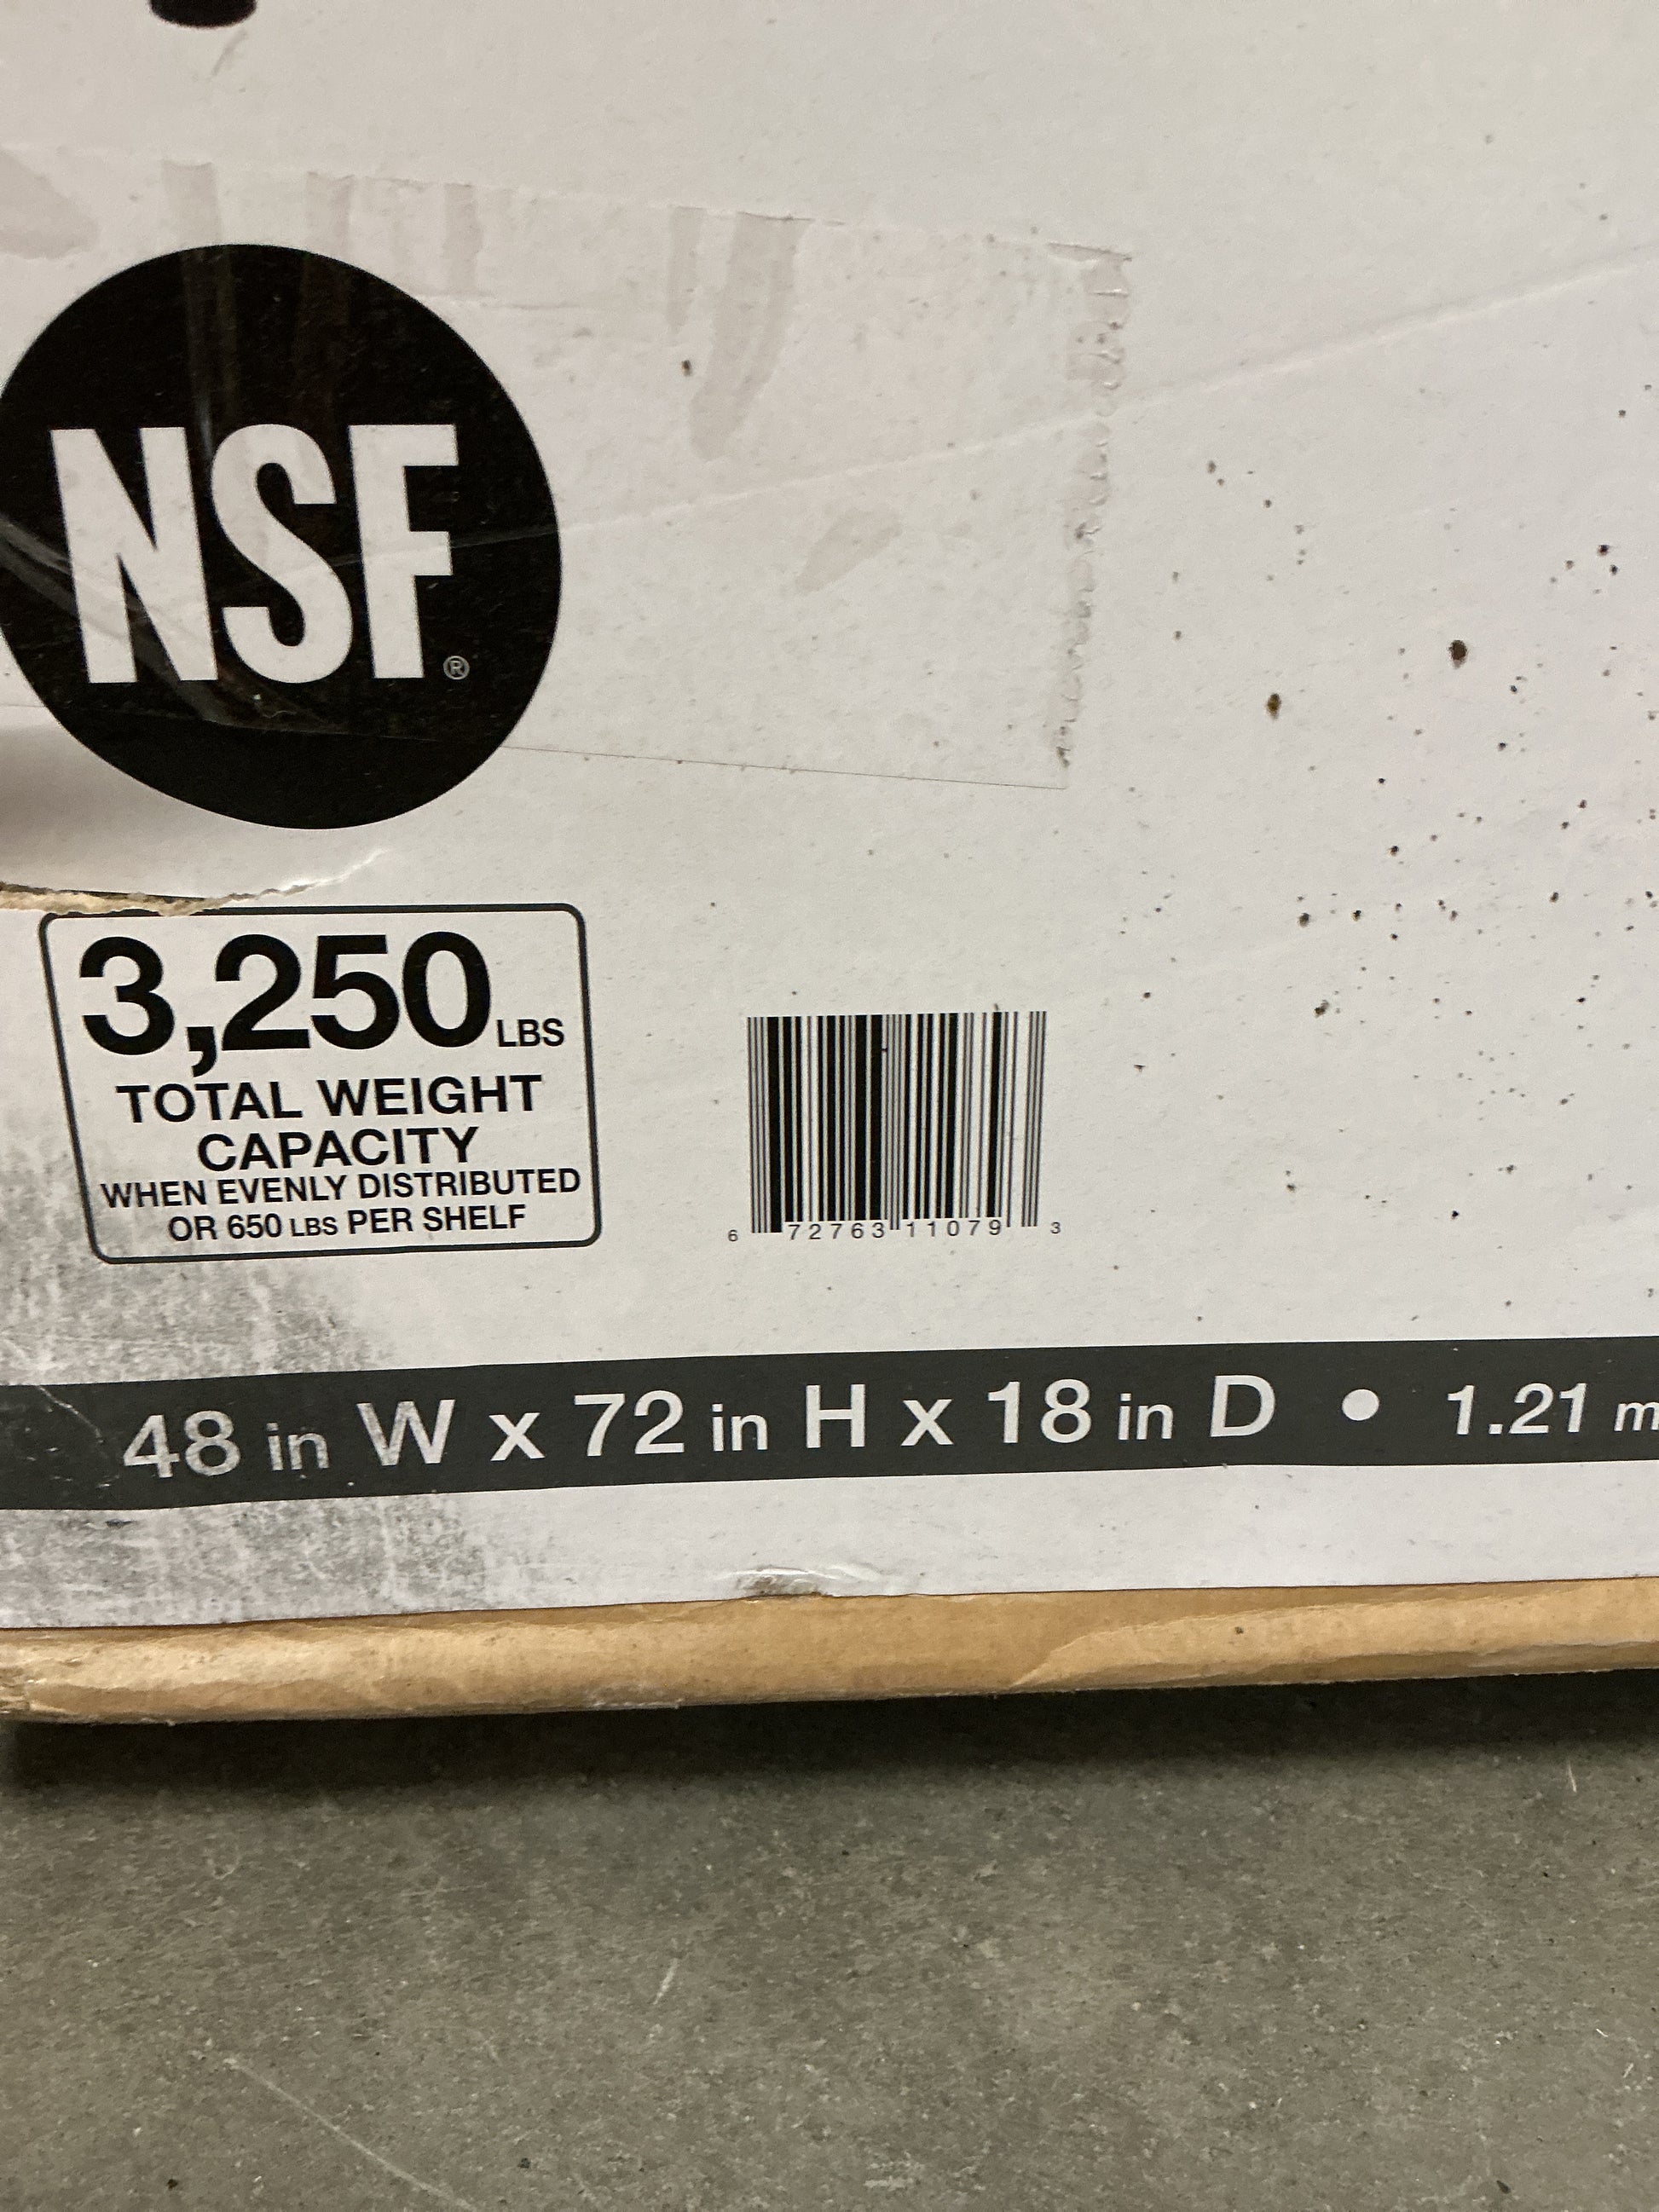 NSF®
3,250 LBS
TOTAL WEIGHT
CAPACITY
WHEN EVENLY DISTRIBUTED
OR 650 LBS PER SHELF
6 72763 11079 3
48 in W x 72 in H x 18 in D • 1.21 m